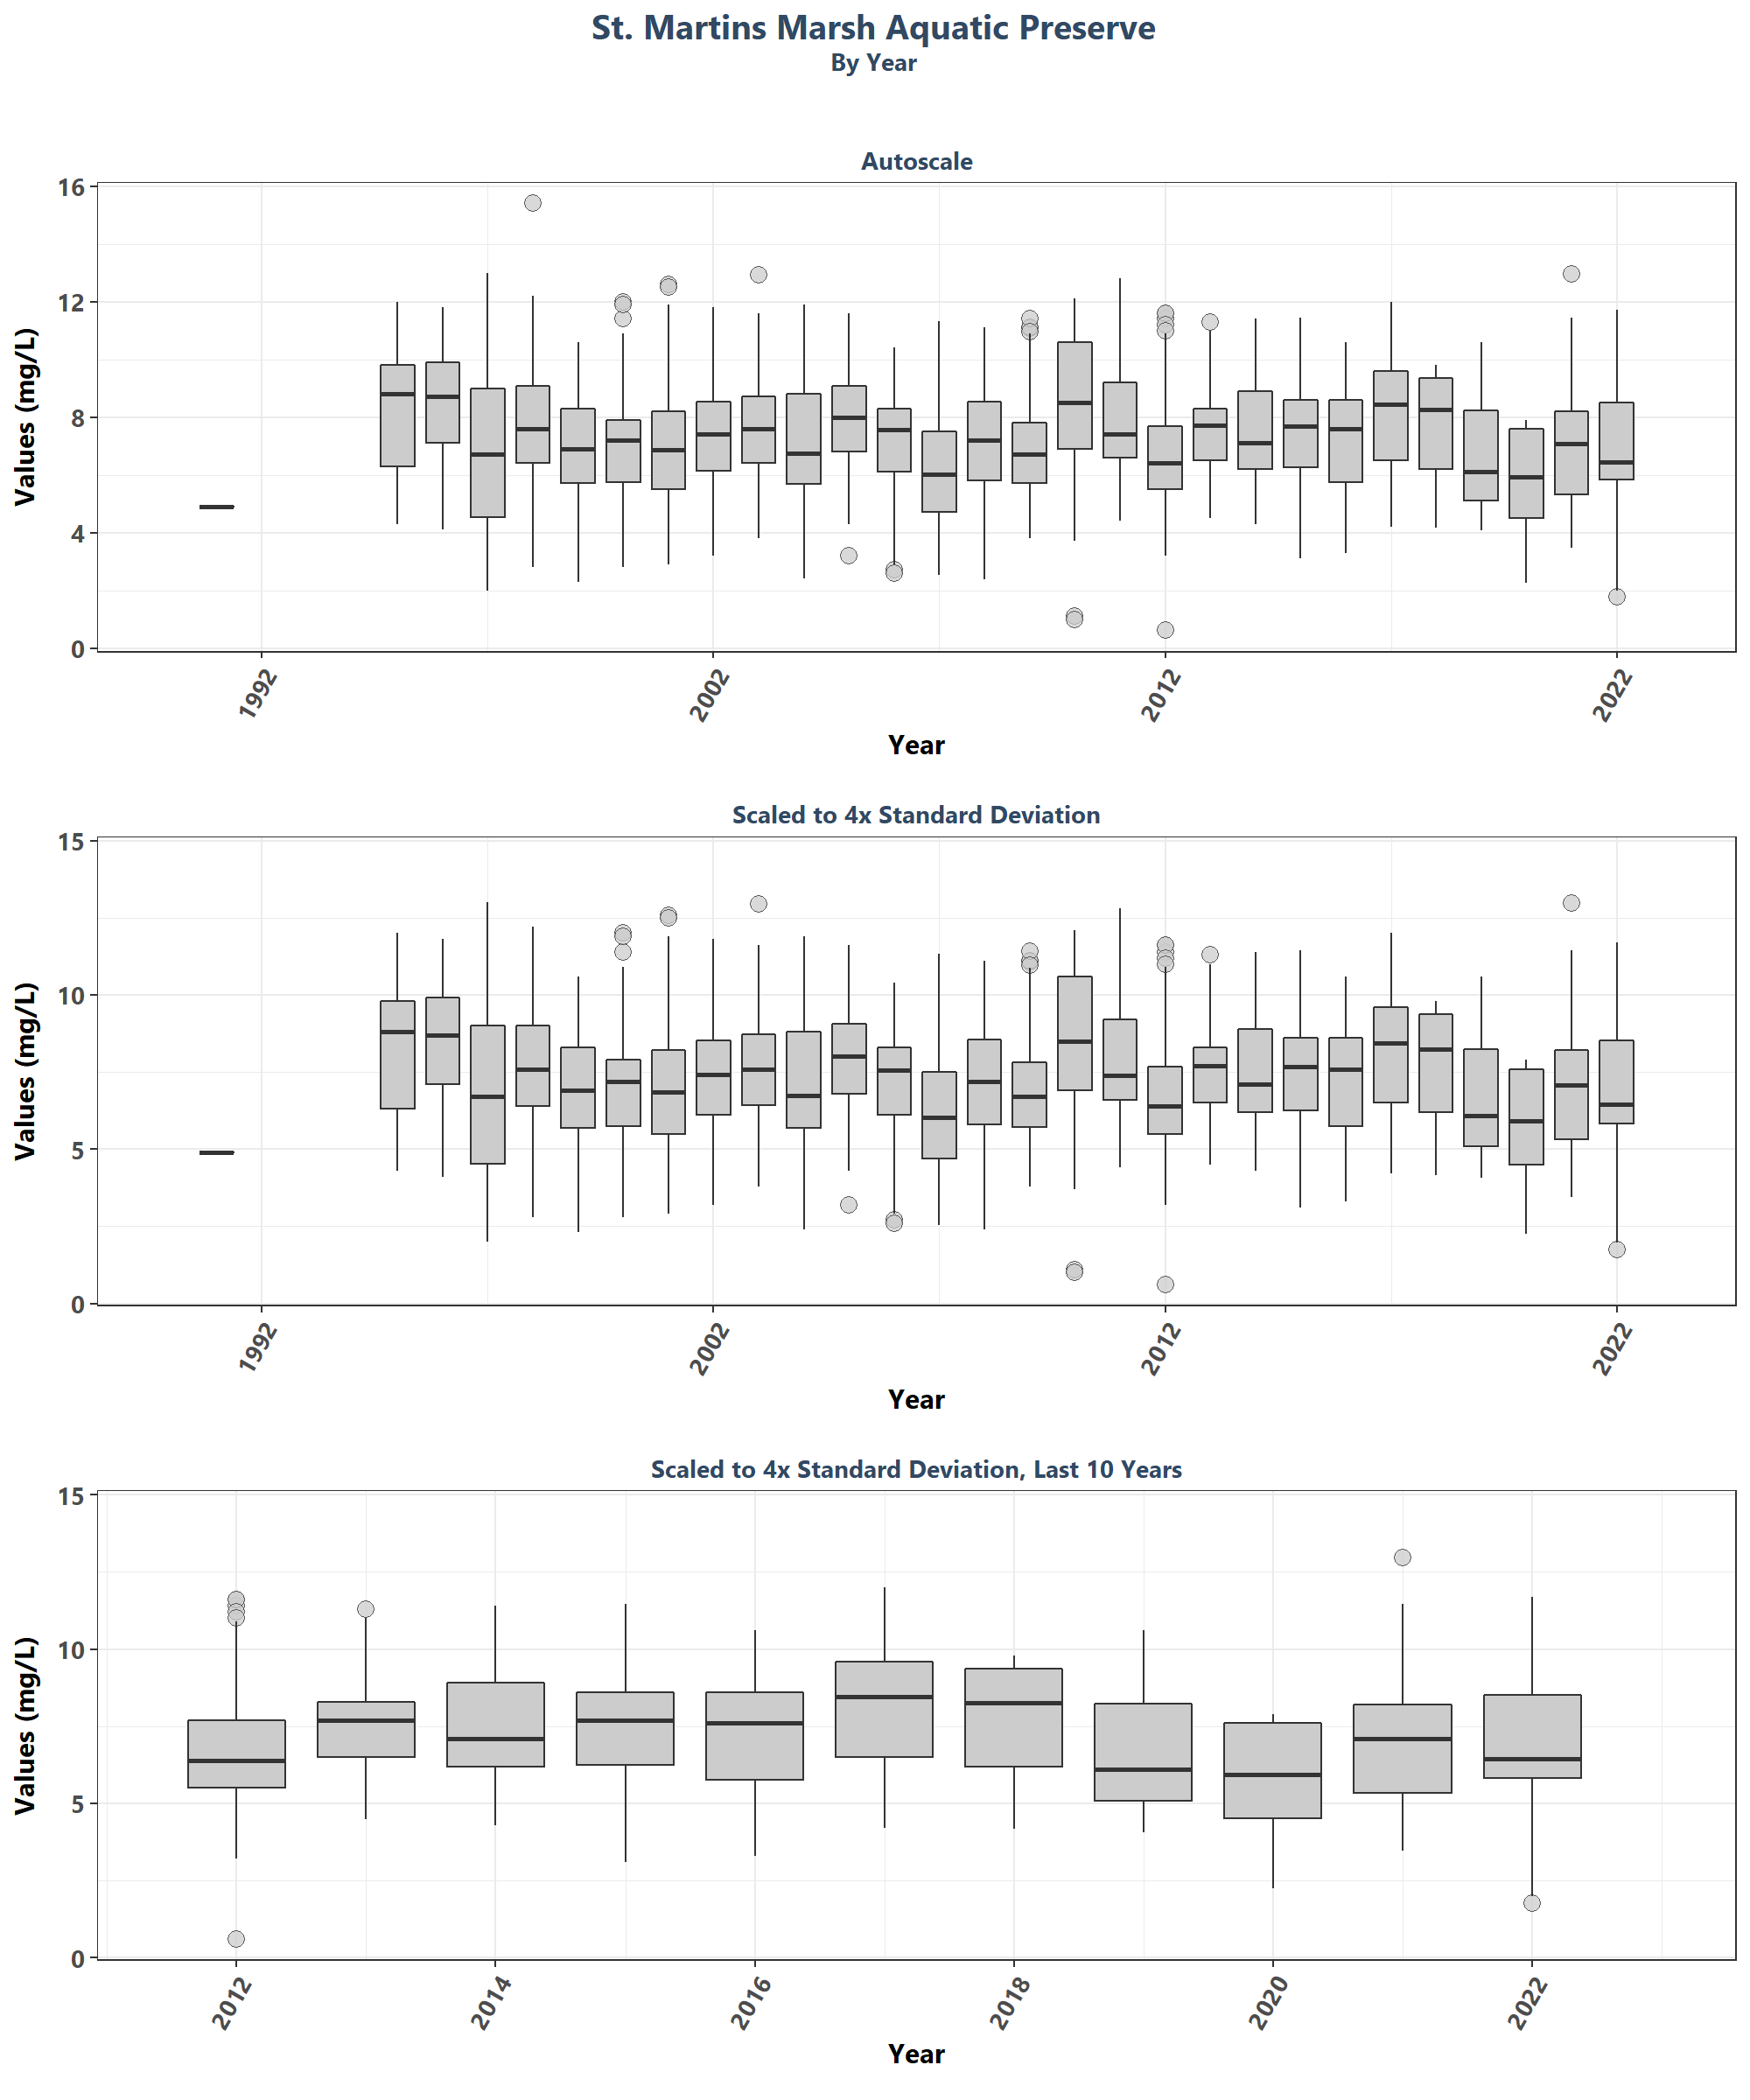 St. Martins Marsh Aquatic Preserve
By Year
Autoscale
Values (mg/L)
16
12
8
4
0
1992
2002
2012
2022
Year
Scaled to 4x Standard Deviation
Values (mg/L)
15
10
5
0
1992
2002
2012
2022
Year
Scaled to 4x Standard Deviation, Last 10 Years
Values (mg/L)
15
10
5
0
2012
2014
2016
2018
2020
2022
Year